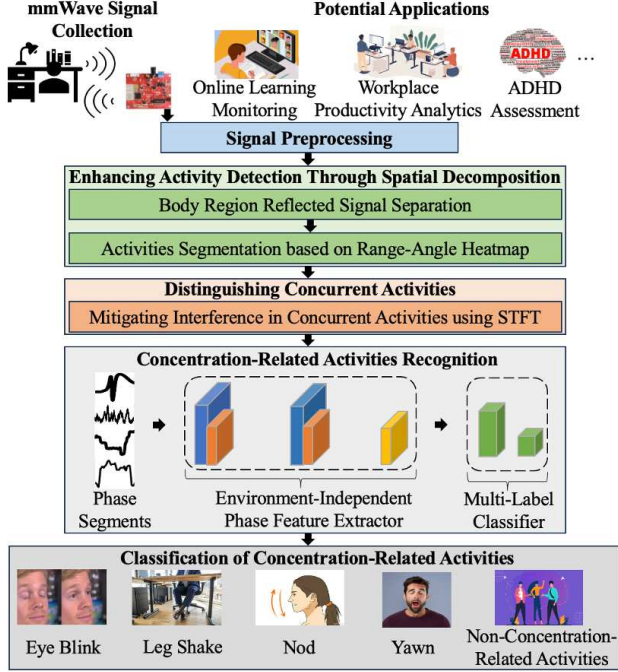 mmWave Signal
Collection
Potential Applications
Online Learning
Monitoring
Workplace
Productivity Analytics
ADHD
ADHD
Assessment
...
Signal Preprocessing
Enhancing Activity Detection Through Spatial Decomposition
Body Region Reflected Signal Separation
Activities Segmentation based on Range-Angle Heatmap
Distinguishing Concurrent Activities
Mitigating Interference in Concurrent Activities using STFT
Concentration-Related Activities Recognition
Phase
Segments
Environment-Independent
Phase Feature Extractor
Multi-Label
Classifier
Classification of Concentration-Related Activities
Eye Blink
Leg Shake
Nod
Yawn
Non-Concentration-
Related Activities